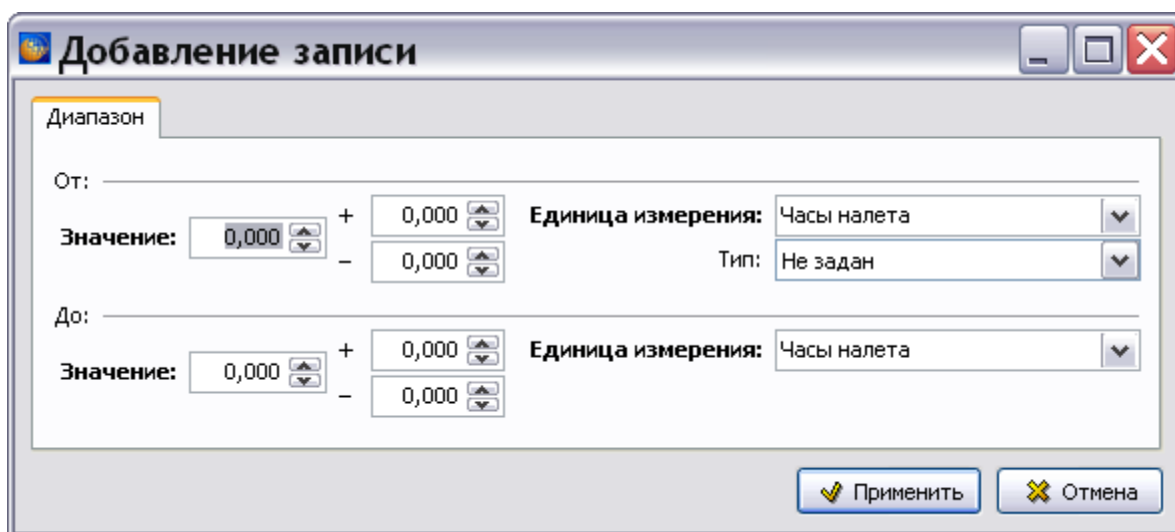 Добавление записи
Диапазон
От:
Значение: 0,000 + 0,000 Единица измерения: Часы налета
– 0,000 Тип: Не задан
До:
Значение: 0,000 + 0,000 Единица измерения: Часы налета
– 0,000
Применить Отмена